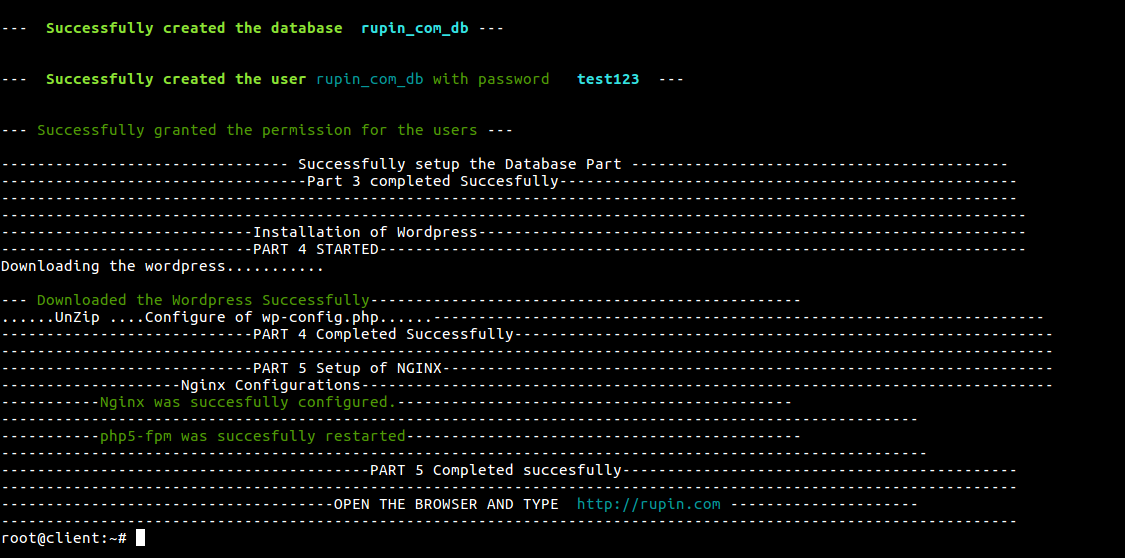 ---  Successfully created the database  rupin_com_db ---
---  Successfully created the user rupin_com_db with password   test123  ---
--- Successfully granted the permission for the users ---
-------------------------------- Successfully setup the Database Part ------------------------------------------
----------------------------------Part 3 completed Succesfully---------------------------------------------------
-----------------------------------------------------------------------------------------------------------------
------------------------------------------------------------------------------------------------------------------
----------------------------Installation of Wordpress-------------------------------------------------------------
----------------------------PART 4 STARTED------------------------------------------------------------------------
Downloading the wordpress...........
--- Downloaded the Wordpress Successfully------------------------------------------------
......UnZip ....Configure of wp-config.php......--------------------------------------------------------------------
----------------------------PART 4 Completed Successfully------------------------------------------------------------
---------------------------------------------------------------------------------------------------------------------
----------------------------PART 5 Setup of NGINX--------------------------------------------------------------------
--------------------Nginx Configurations-----------------------------------------------------------------------------
-----------Nginx was succesfully configured.--------------------------------------------
------------------------------------------------------------------------------------------------------
-----------php5-fpm was succesfully restarted--------------------------------------------
-------------------------------------------------------------------------------------------------------
-----------------------------------------PART 5 Completed succesfully--------------------------------------------
-----------------------------------------------------------------------------------------------------------------
-------------------------------------OPEN THE BROWSER AND TYPE  http://rupin.com ---------------------
-----------------------------------------------------------------------------------------------------------------
root@client:~#